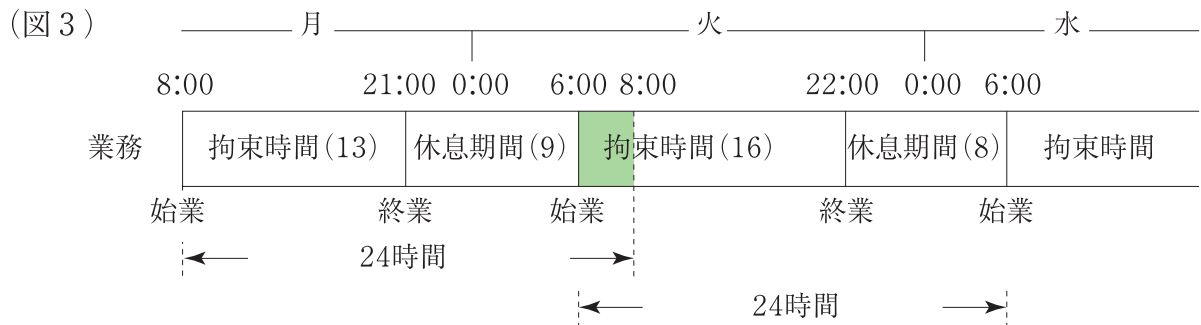 (図3)
月 火 水
8:00 21:00 0:00 6:00 8:00 22:00 0:00 6:00
業務 拘束時間(13) 休息期間(9) 拘束時間(16) 休息期間(8) 拘束時間
始業 終業 始業 終業 始業
24時間
24時間